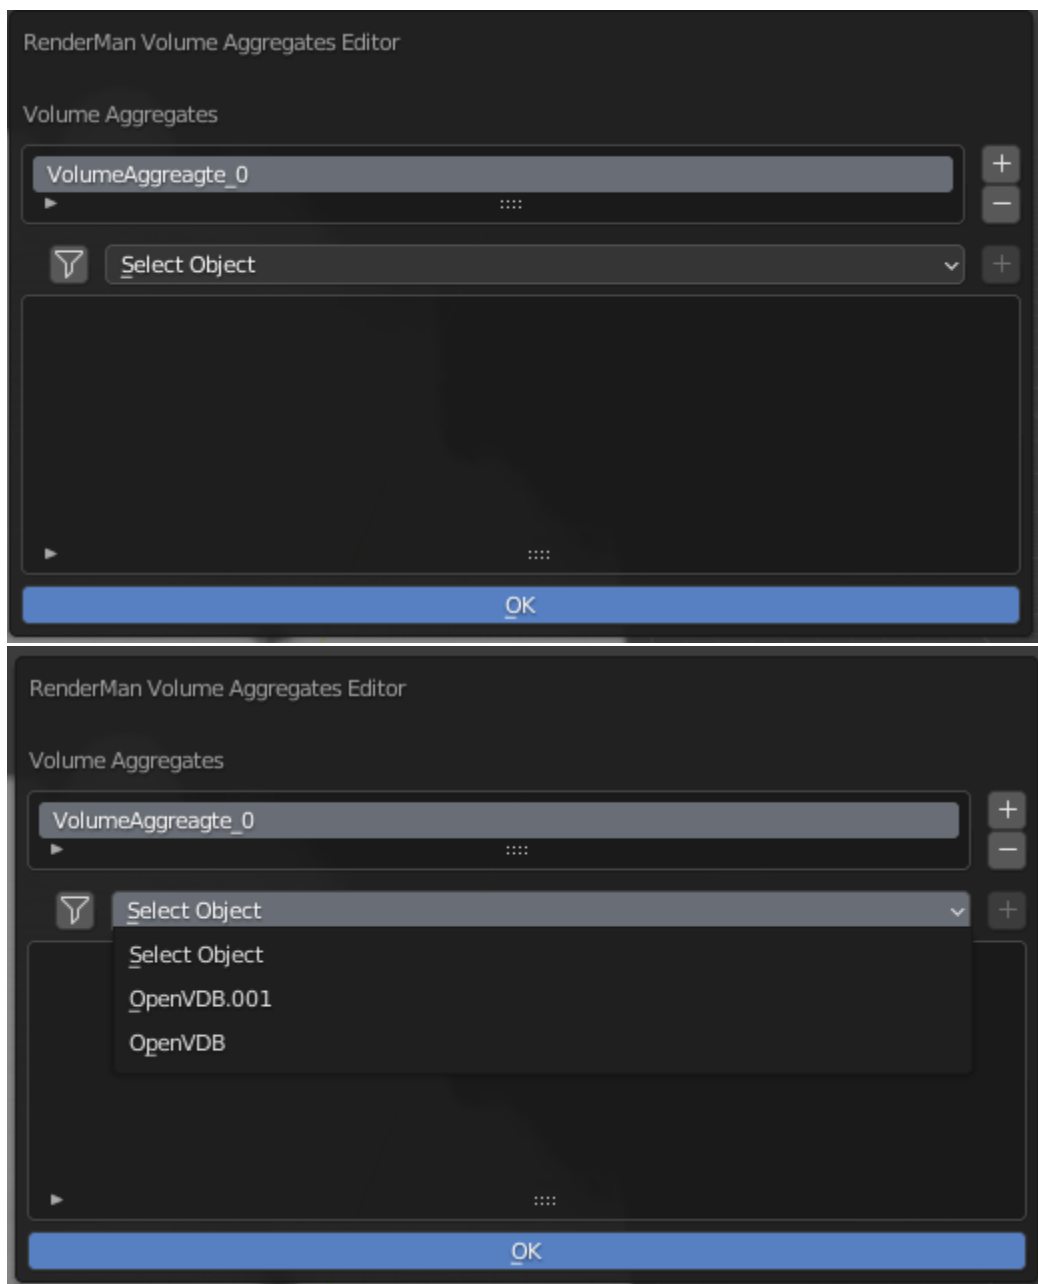 RenderMan Volume Aggregates Editor
Volume Aggregates
VolumeAggreagte_0
Select Object
OK
RenderMan Volume Aggregates Editor
Volume Aggregates
VolumeAggreagte_0
Select Object
Select Object
OpenVDB.001
OpenVDB
OK